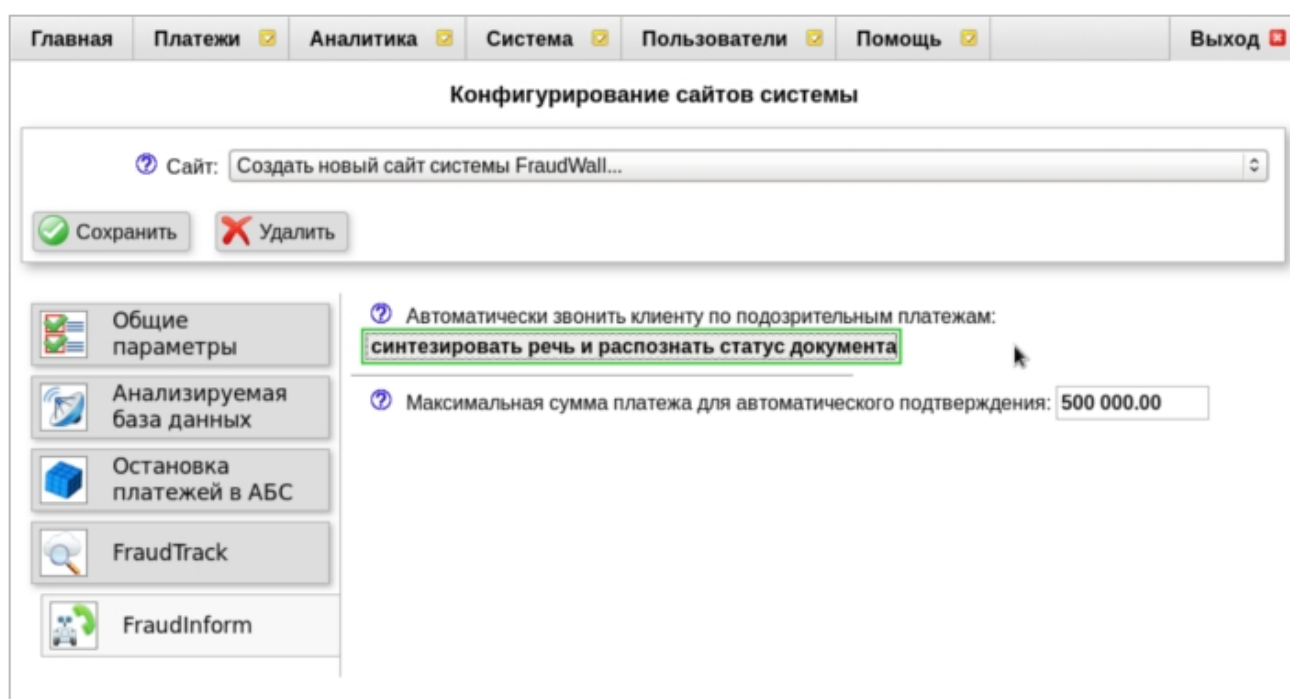 Главная Платежи Аналитика Система Пользователи Помощь Выход
Конфигурирование сайтов системы
Сайт: Создать новый сайт системы FraudWall...
Сохранить Удалить
Общие
параметры
Анализируемая
база данных
Остановка
платежей в АБС
FraudTrack
FraudInform
Автоматически звонить клиенту по подозрительным платежам:
синтезировать речь и распознать статус документа
Максимальная сумма платежа для автоматического подтверждения: 500 000.00